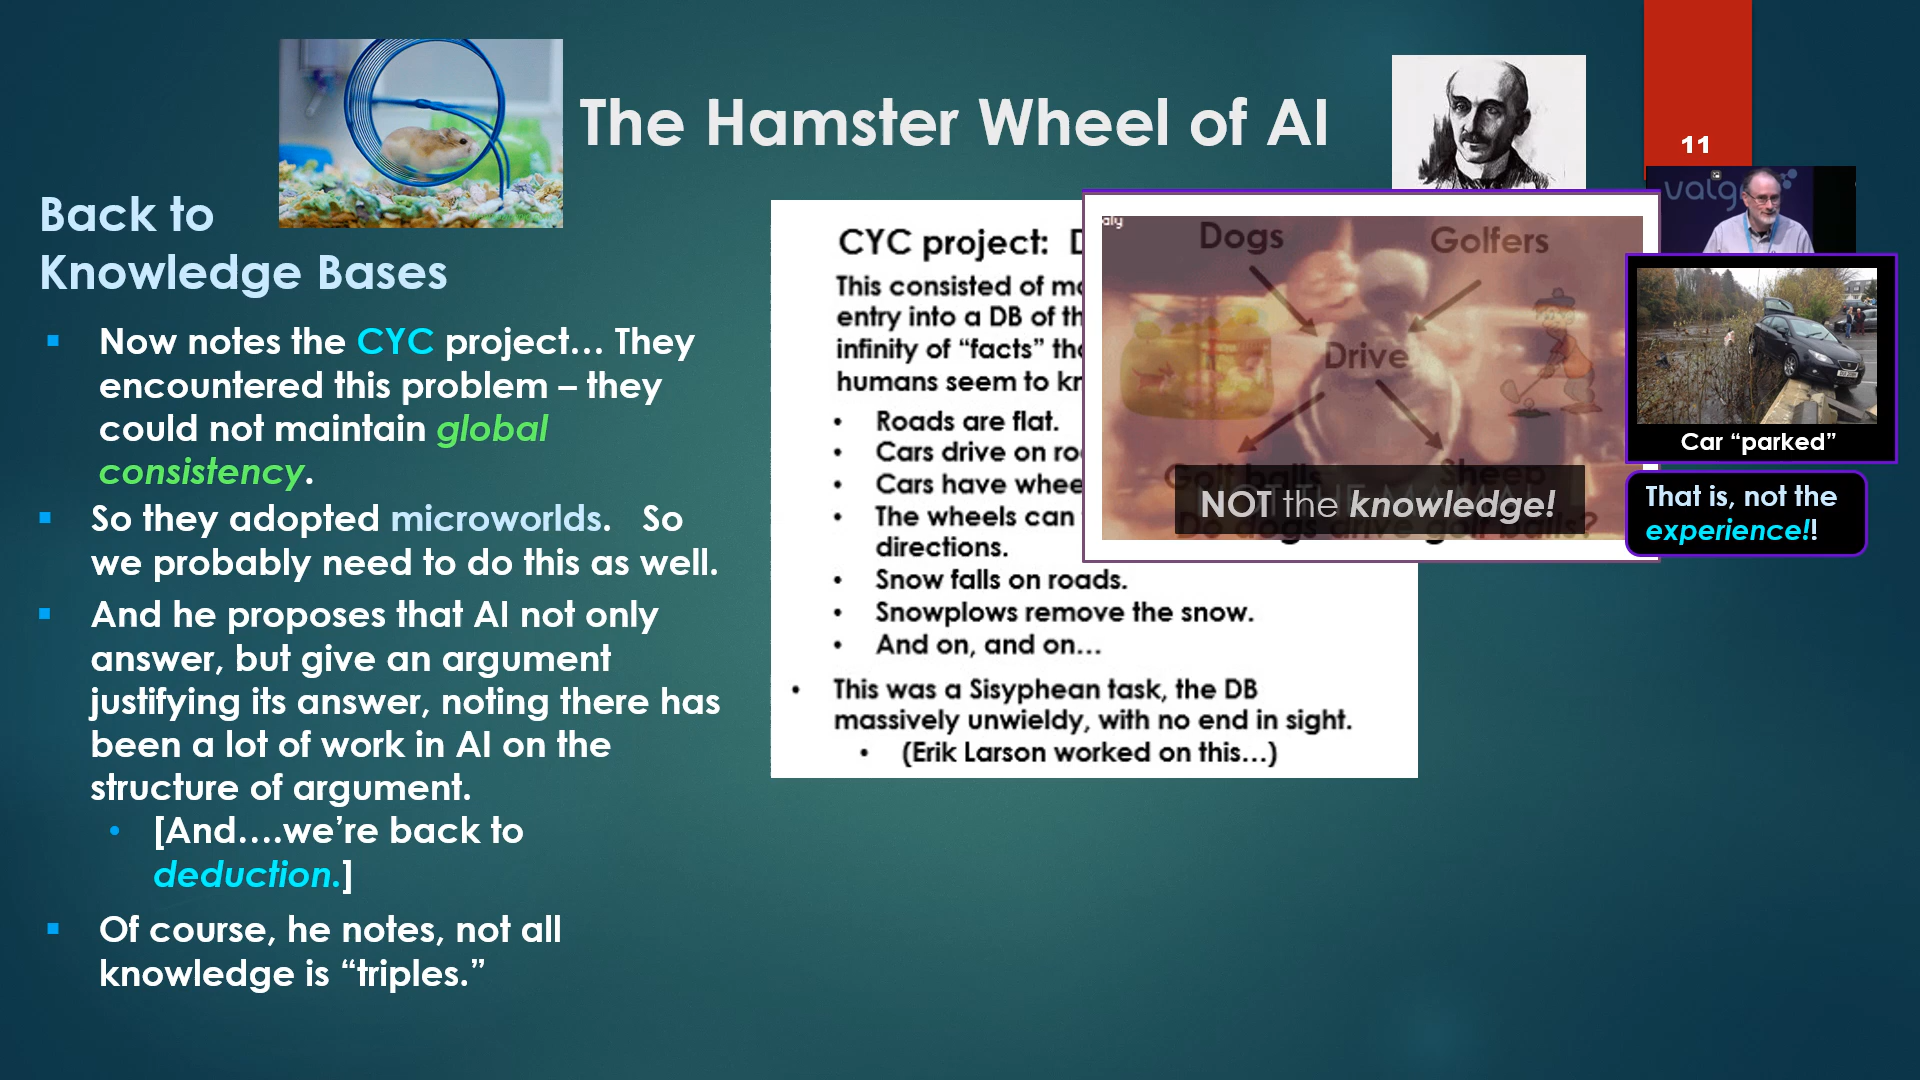 The Hamster Wheel of AI
11
Back to
Knowledge Bases
Now notes the CYC project… They
encountered this problem – they
could not maintain global
consistency.
So they adopted microworlds. So
we probably need to do this as well.
And he proposes that AI not only
answer, but give an argument
justifying its answer, noting there has
been a lot of work in AI on the
structure of argument.
[And….we’re back to
deduction.]
Of course, he notes, not all
knowledge is “triples.”
CYC project:
This consisted of
entry into a DB of
infinity of “facts”
humans seem to
Roads are flat.
Cars drive on
Cars have
The wheels can
directions.
Snow falls on roads.
Snowplows remove the snow.
And on, and on…
This was a Sisyphean task, the DB
massively unwieldy, with no end in sight.
(Erik Larson worked on this…)
Dogs
Golfers
Drive
Golf balls
Sheep
Do dogs drive golf balls?
NOT the knowledge!
Car “parked”
That is, not the
experience!!